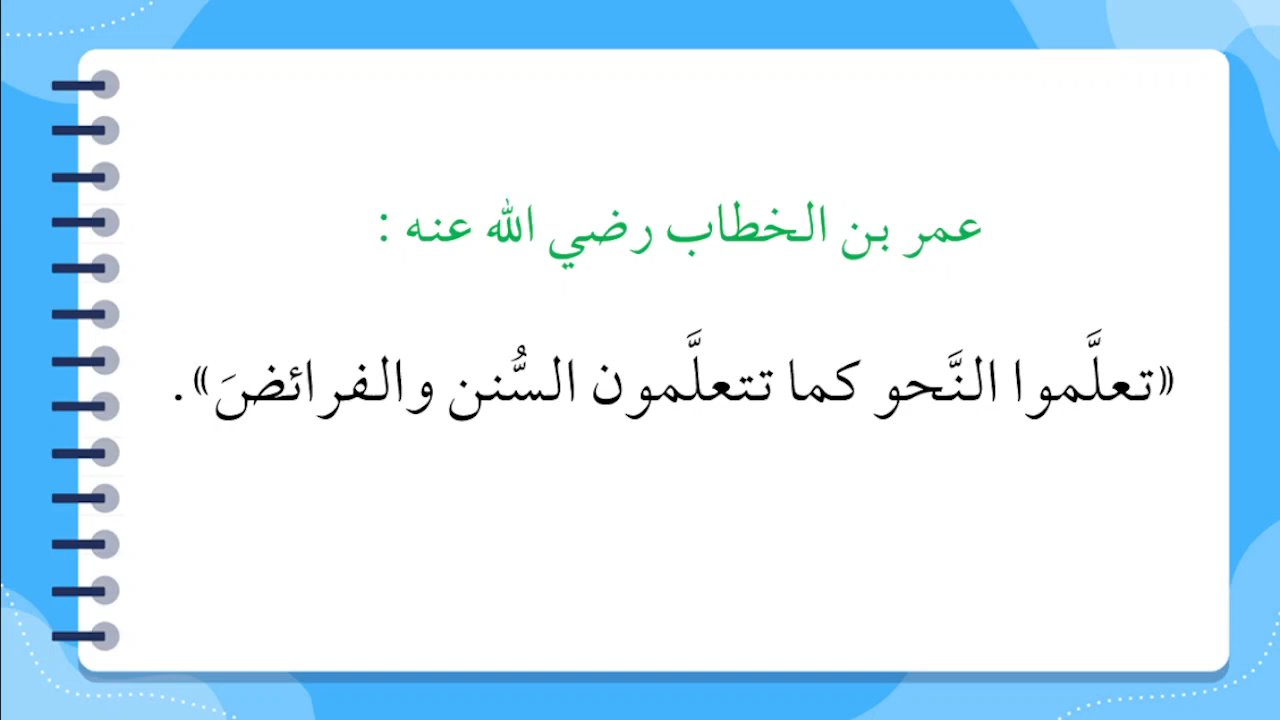 عمر بن الخطاب رضي الله عنه :
«تعلَّموا النَّحو كما تتعلَّمون السُّنن والفرائضَ».